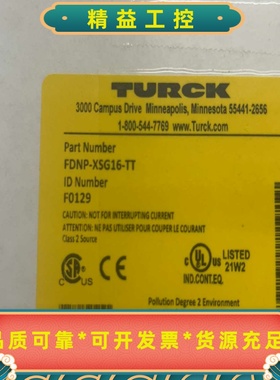 精益工控
TURCK
3000 Campus Drive Minneapolis, Minnesota 55441-2656
1-800-544-7769 www.Turck.com
Part Number
FDNP-XSG16-TT
ID Number
F0129
CAUTION: NOT FOR INTERRUPTING CURRENT
ATTENTION: NE PAS UTILISER POUR COUPER LE COURANT
Class 2 Source
c UL US LISTED
IND.CONT.EQ. 21W2
Pollution Degree 2 Environment
品质可靠*可开发票*货源充足